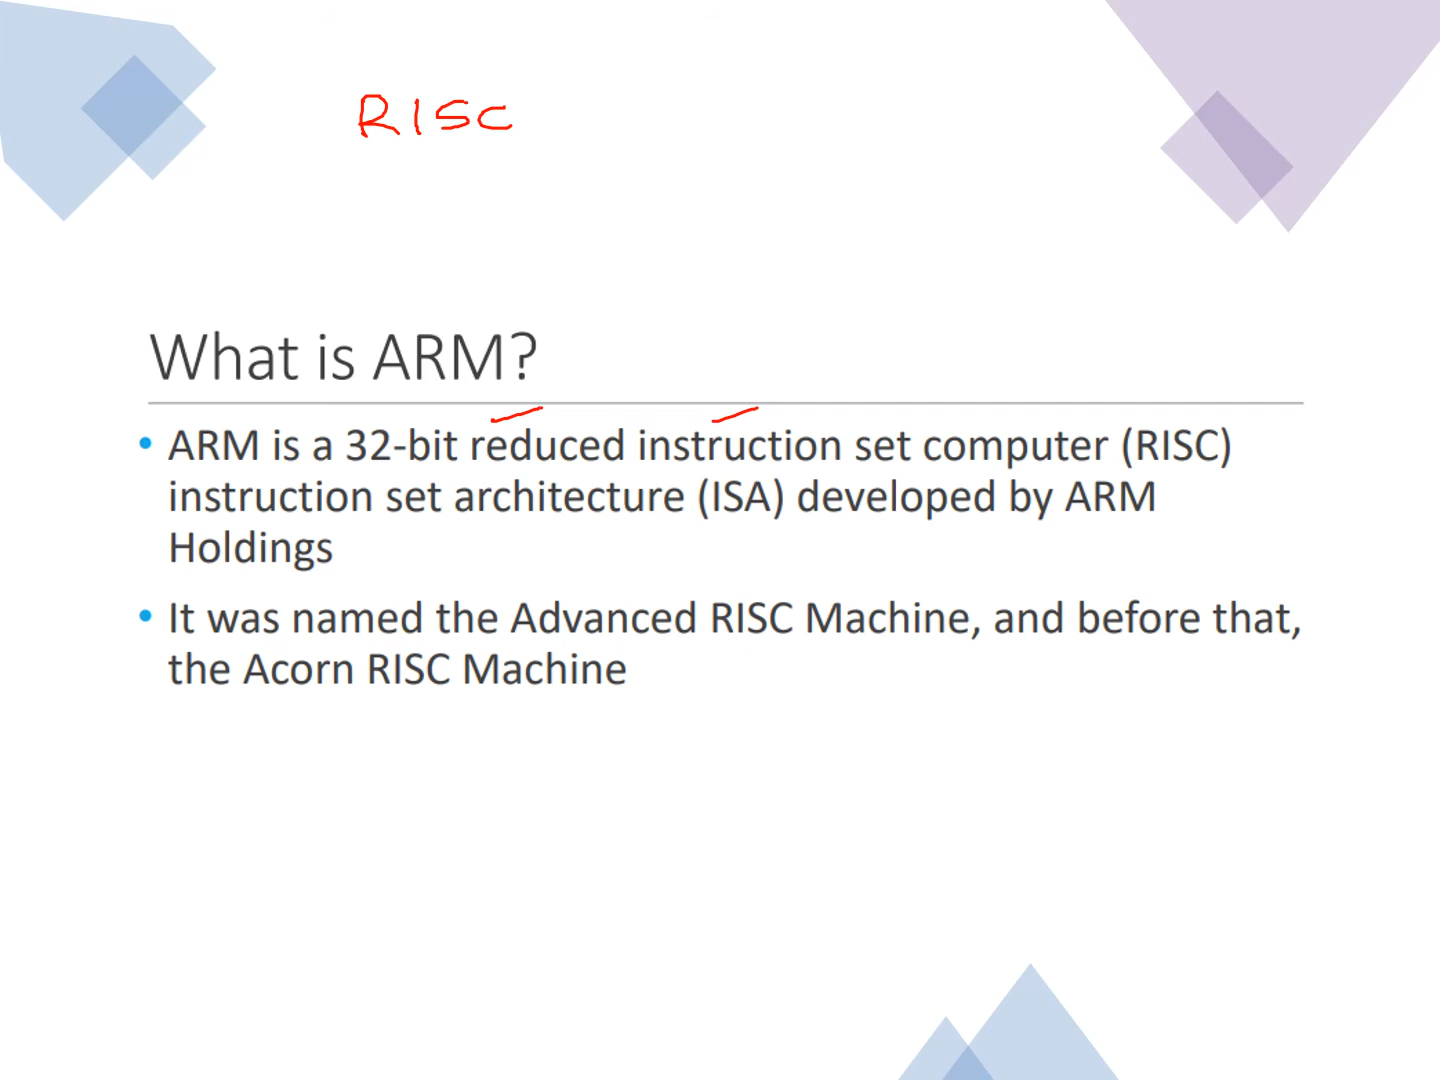 RISC
What is ARM?
• ARM is a 32-bit reduced instruction set computer (RISC)
instruction set architecture (ISA) developed by ARM
Holdings
• It was named the Advanced RISC Machine, and before that,
the Acorn RISC Machine